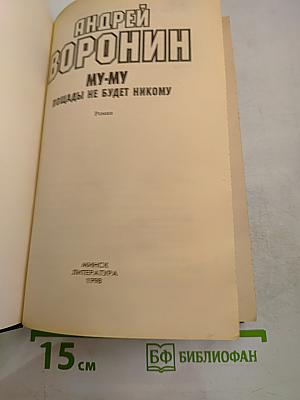 АНДРЕЙ
ВОРОНИН
МУ-МУ
ПОЩАДЫ НЕ БУДЕТ НИКОМУ
Роман
МИНСК
ЛИТЕРАТУРА
1998
15 см
БФ БИБЛИОФАН